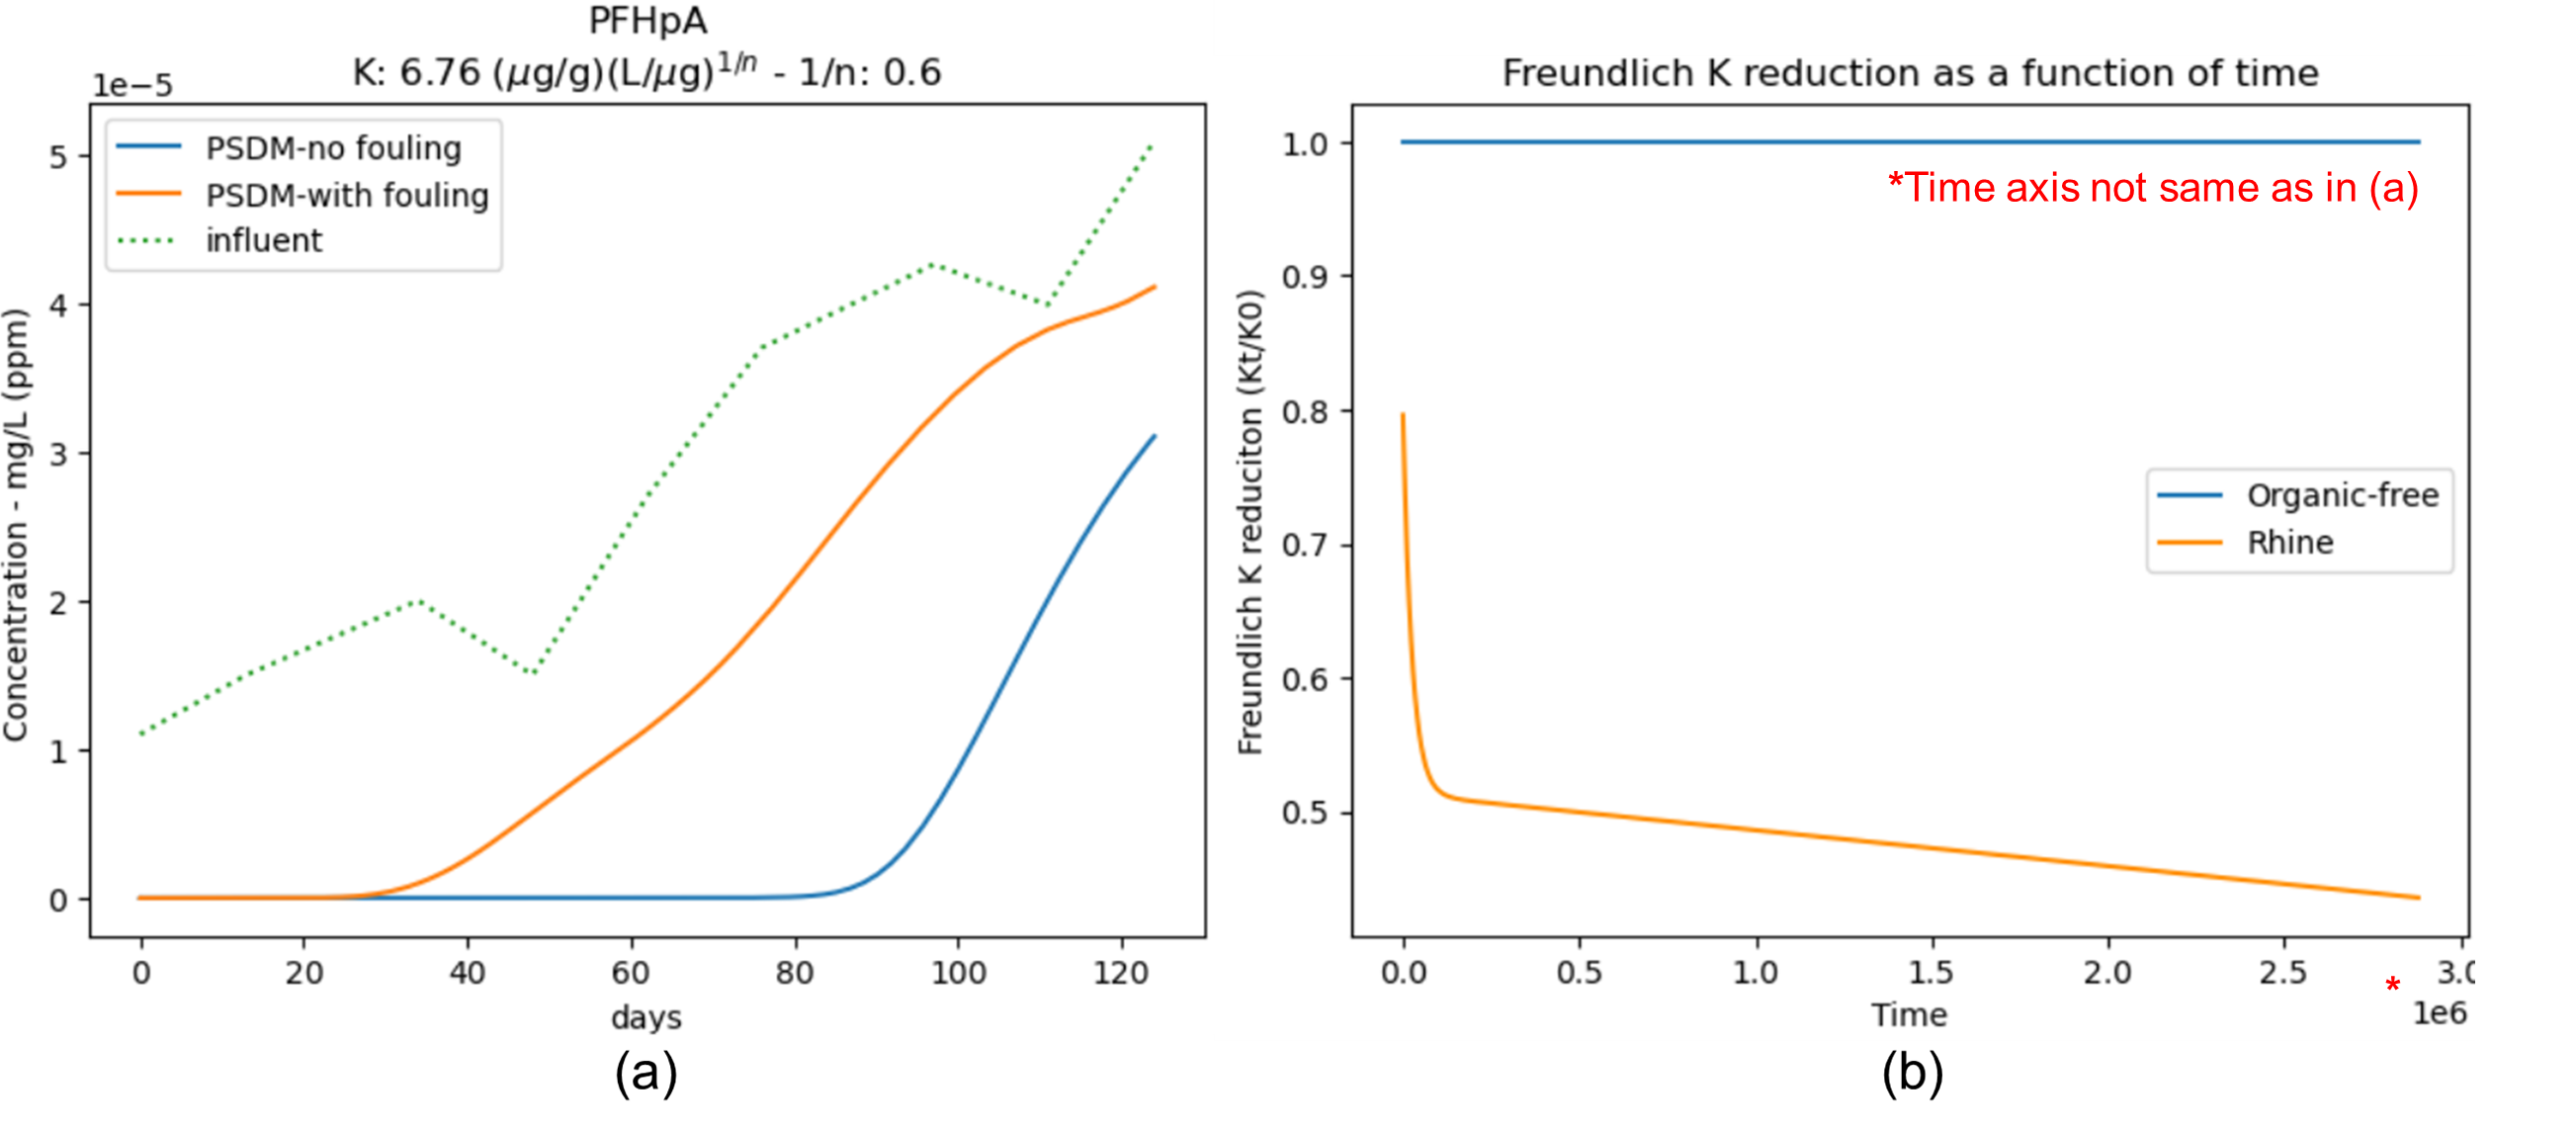 PFHpA
K: 6.76 (μg/g)(L/μg)^{1/n} - 1/n: 0.6
1e−5
PSDM-no fouling
PSDM-with fouling
influent
Concentration - mg/L (ppm)
5
4
3
2
1
0
0 20 40 60 80 100 120
days
(a)
Freundlich K reduction as a function of time
*Time axis not same as in (a)
Organic-free
Rhine
Freundlich K reduciton (Kt/K0)
1.0
0.9
0.8
0.7
0.6
0.5
0.0 0.5 1.0 1.5 2.0 2.5 3.0
*
1e6
Time
(b)